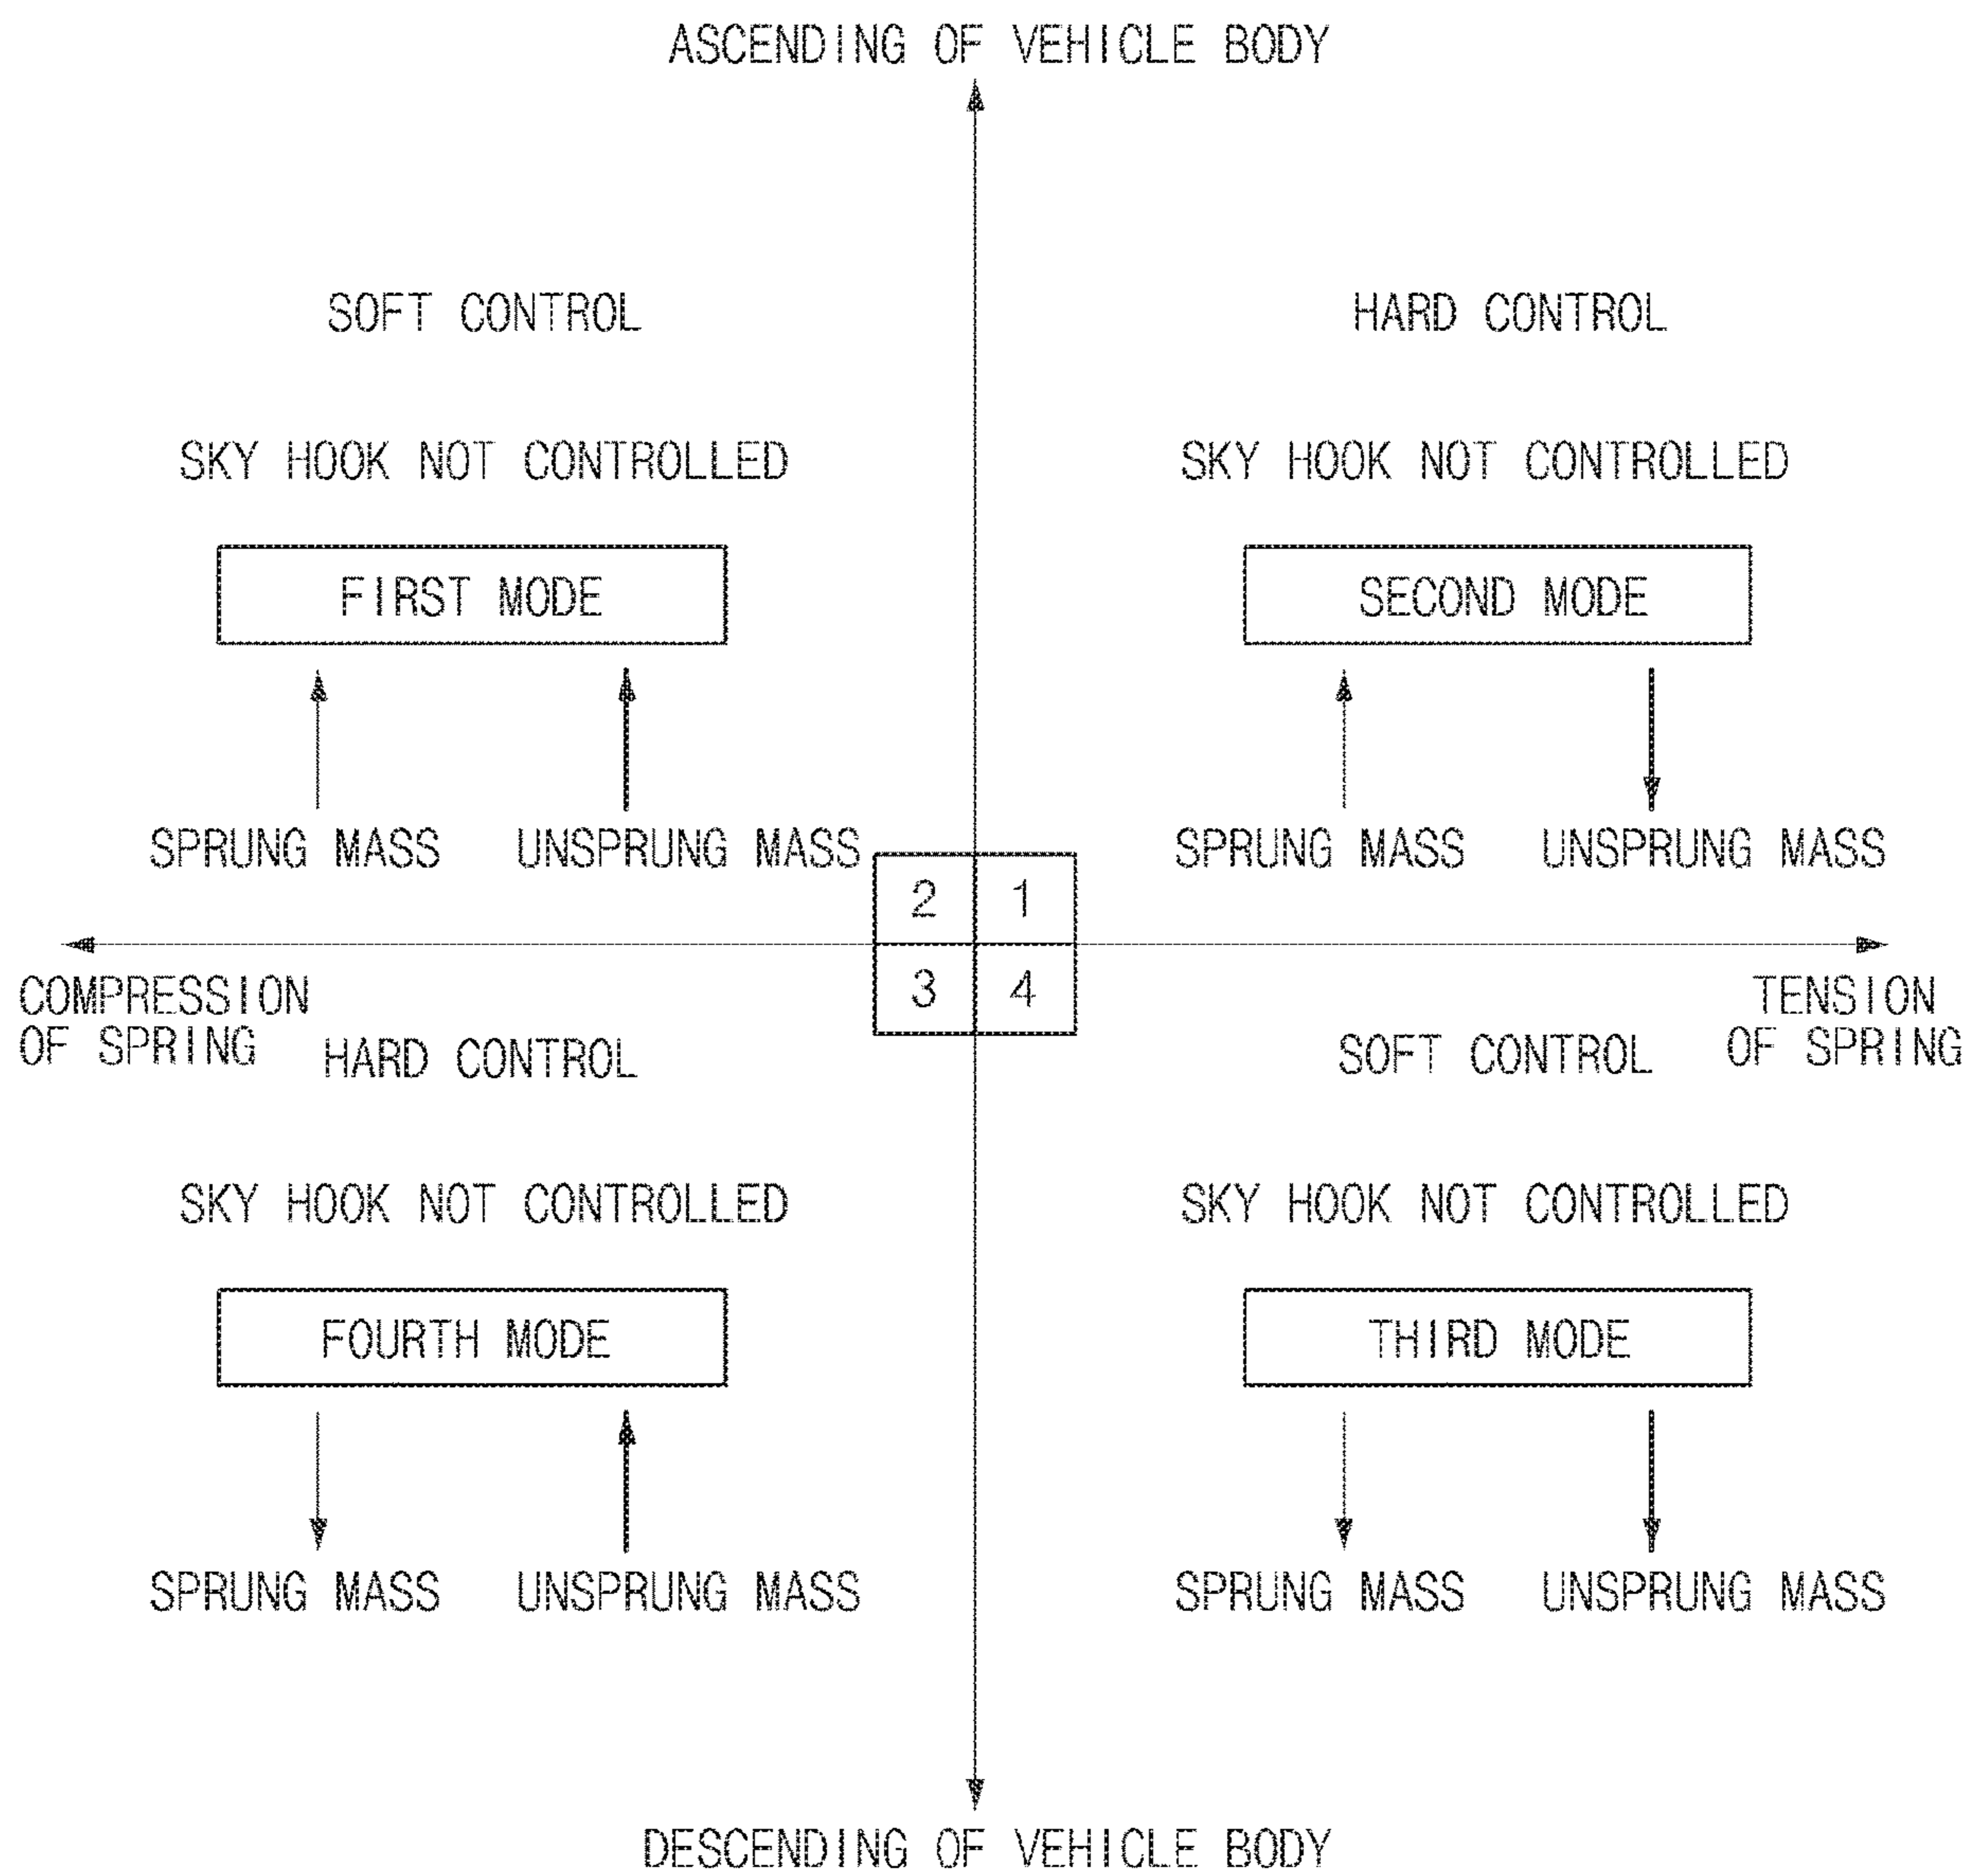 ASCENDING OF VEHICLE BODY
SOFT CONTROL
HARD CONTROL
SKY HOOK NOT CONTROLLED
SKY HOOK NOT CONTROLLED
FIRST MODE
SECOND MODE
SPRUNG MASS
UNSPRUNG MASS
SPRUNG MASS
UNSPRUNG MASS
2
1
3
4
COMPRESSION
OF SPRING
TENSION
OF SPRING
HARD CONTROL
SOFT CONTROL
SKY HOOK NOT CONTROLLED
SKY HOOK NOT CONTROLLED
FOURTH MODE
THIRD MODE
SPRUNG MASS
UNSPRUNG MASS
SPRUNG MASS
UNSPRUNG MASS
DESCENDING OF VEHICLE BODY